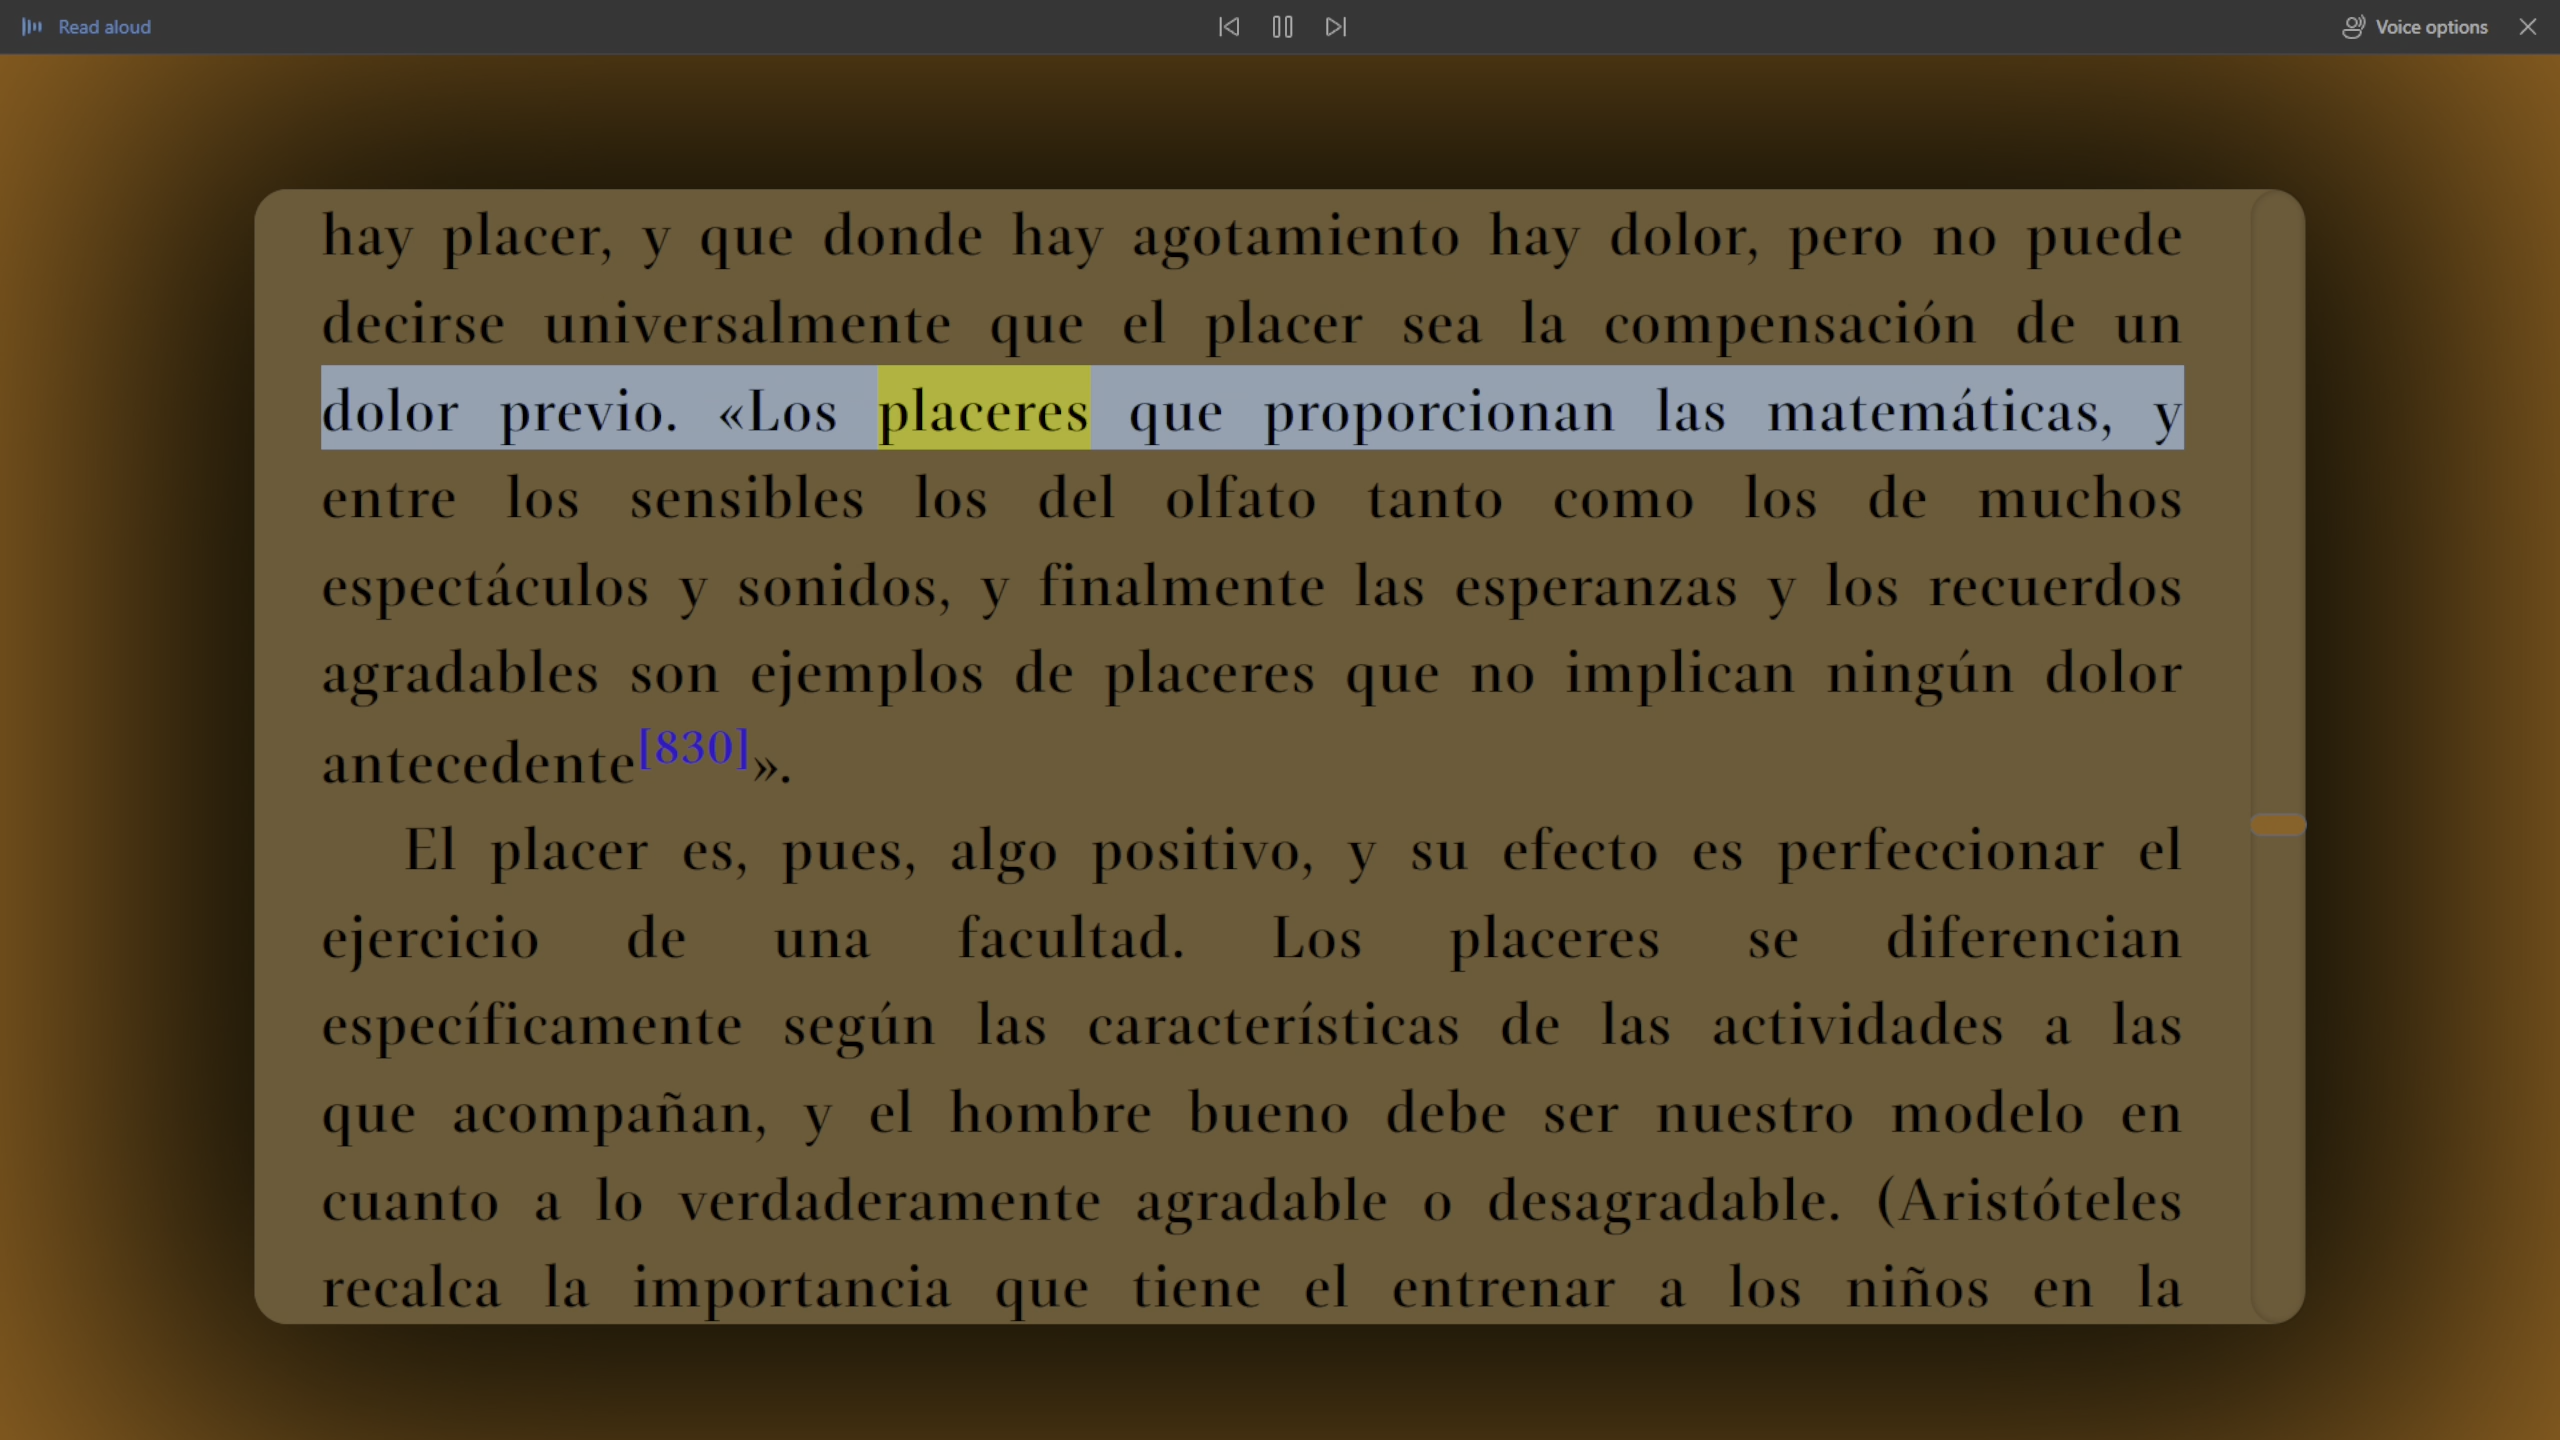 Read aloud
Voice options
hay placer, y que donde hay agotamiento hay dolor, pero no puede
decirse universalmente que el placer sea la compensación de un
dolor previo. «Los placeres que proporcionan las matemáticas, y
entre los sensibles los del olfato tanto como los de muchos
espectáculos y sonidos, y finalmente las esperanzas y los recuerdos
agradables son ejemplos de placeres que no implican ningún dolor
antecedente[830]».
El placer es, pues, algo positivo, y su efecto es perfeccionar el
ejercicio de una facultad. Los placeres se diferencian
específicamente según las características de las actividades a las
que acompañan, y el hombre bueno debe ser nuestro modelo en
cuanto a lo verdaderamente agradable o desagradable. (Aristóteles
recalca la importancia que tiene el entrenar a los niños en la